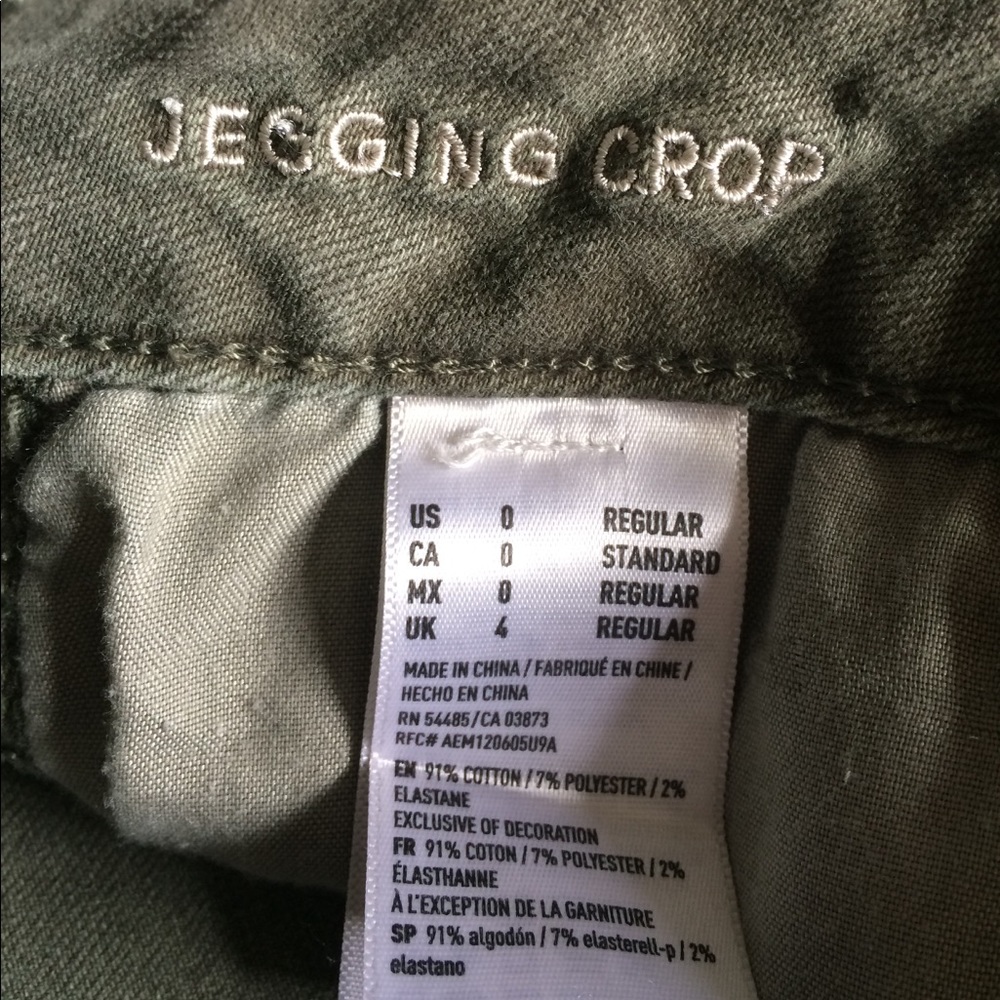 JEGGING CROP
US 0 REGULAR
CA 0 STANDARD
MX 0 REGULAR
UK 4 REGULAR
MADE IN CHINA / FABRIQUÉ EN CHINE /
HECHO EN CHINA
RN 54485/CA 03873
RFC# AEM120605U9A
EN 91% COTTON / 7% POLYESTER / 2%
ELASTANE
EXCLUSIVE OF DECORATION
FR 91% COTON / 7% POLYESTER / 2%
ÉLASTHANNE
À L'EXCEPTION DE LA GARNITURE
SP 91% algodón / 7% elasterell-p / 2%
elastano